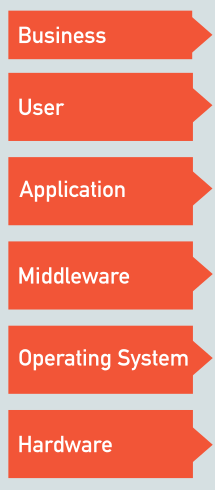 Business
User
Application
Middleware
Operating System
Hardware